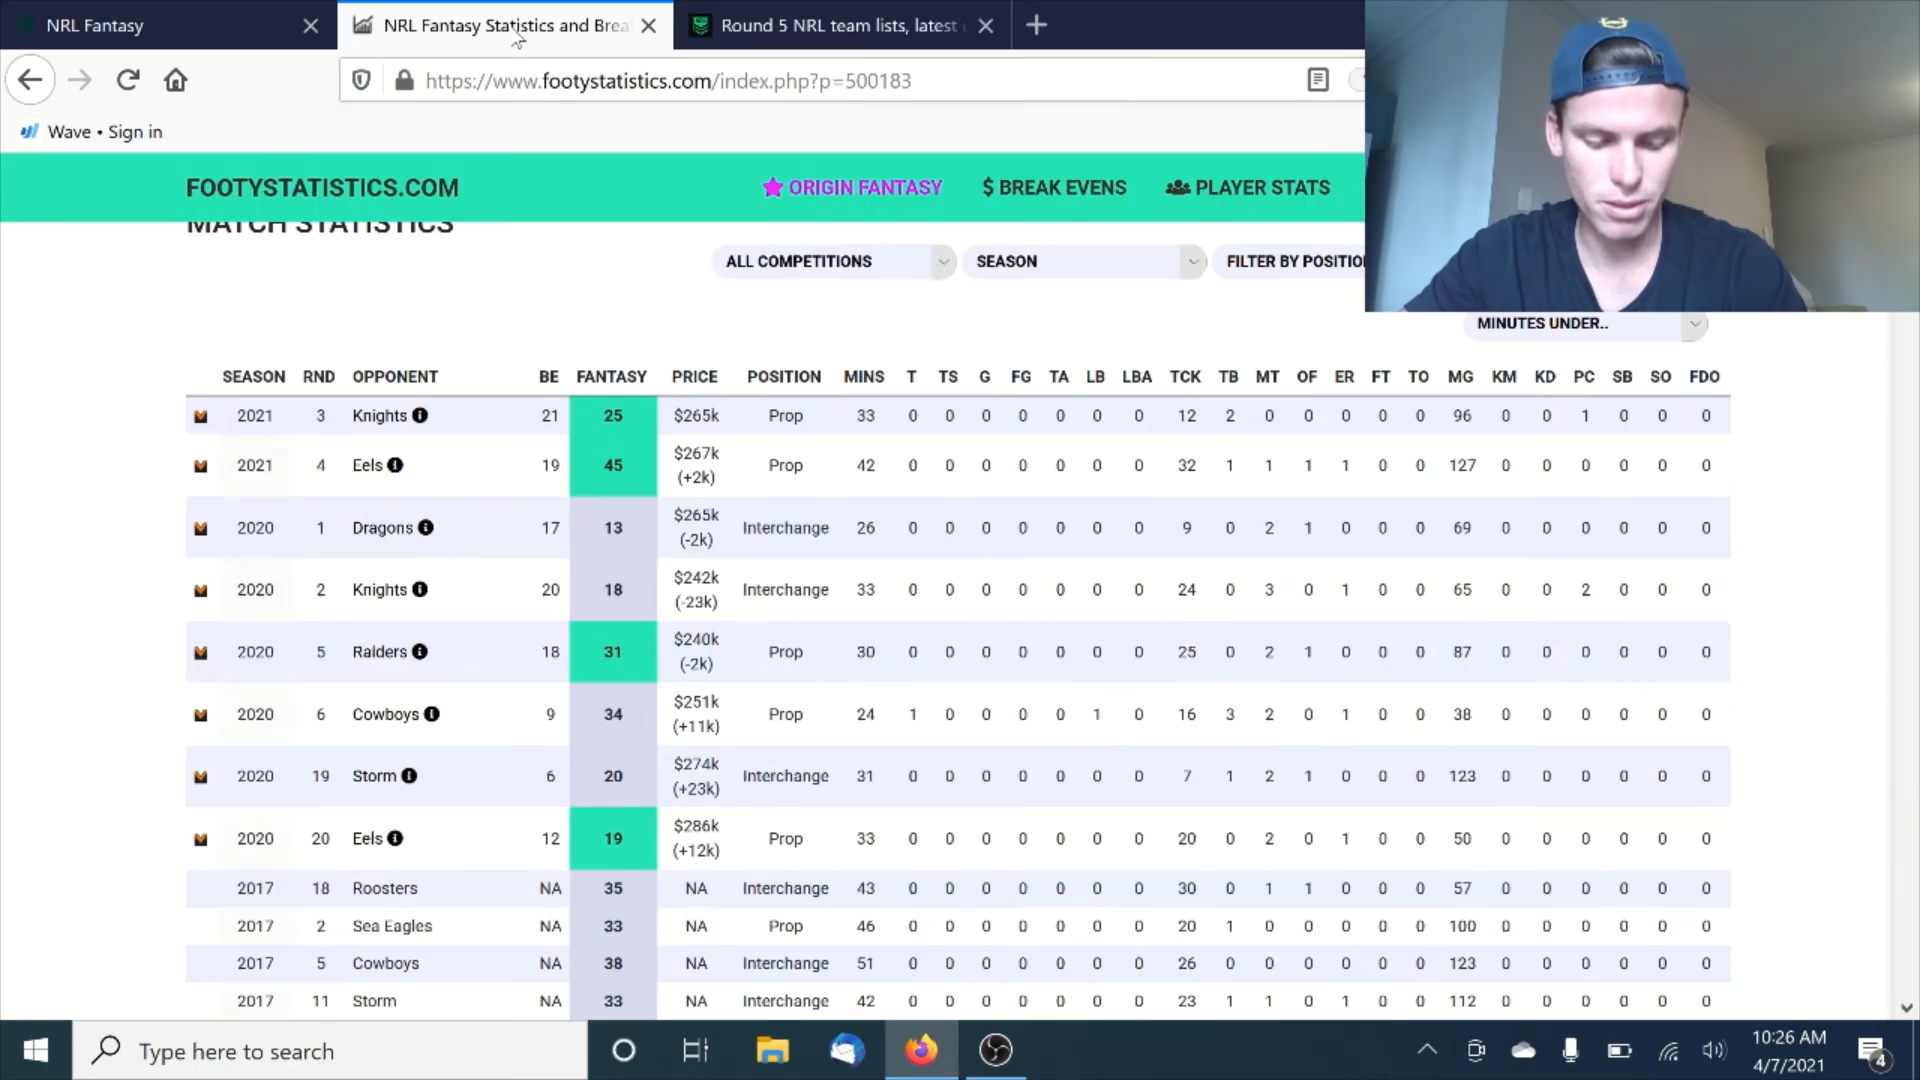 NRL Fantasy
NRL Fantasy Statistics and Brea
Round 5 NRL team lists, latest
https://www.footystatistics.com/index.php?p=500183
Wave • Sign in
FOOTYSTATISTICS.COM
ORIGIN FANTASY
$ BREAK EVENS
PLAYER STATS
MATCH STATISTICS
ALL COMPETITIONS
SEASON
FILTER BY POSITIO
MINUTES UNDER..
SEASON RND OPPONENT BE FANTASY PRICE POSITION MINS T TS G FG TA LB LBA TCK TB MT OF ER FT TO MG KM KD PC SB SO FDO
2021 3 Knights 21 25 $265k Prop 33 0 0 0 0 0 0 0 12 2 0 0 0 0 0 96 0 0 1 0 0 0
2021 4 Eels 19 45 $267k (+2k) Prop 42 0 0 0 0 0 0 0 32 1 1 1 1 0 0 127 0 0 0 0 0 0
2020 1 Dragons 17 13 $265k (-2k) Interchange 26 0 0 0 0 0 0 0 9 0 2 1 0 0 0 69 0 0 0 0 0 0
2020 2 Knights 20 18 $242k (-23k) Interchange 33 0 0 0 0 0 0 0 24 0 3 0 1 0 0 65 0 0 2 0 0 0
2020 5 Raiders 18 31 $240k (-2k) Prop 30 0 0 0 0 0 0 0 25 0 2 1 0 0 0 87 0 0 0 0 0 0
2020 6 Cowboys 9 34 $251k (+11k) Prop 24 1 0 0 0 0 1 0 16 3 2 0 1 0 0 38 0 0 0 0 0 0
2020 19 Storm 6 20 $274k (+23k) Interchange 31 0 0 0 0 0 0 0 7 1 2 1 0 0 0 123 0 0 0 0 0 0
2020 20 Eels 12 19 $286k (+12k) Prop 33 0 0 0 0 0 0 0 20 0 2 0 1 0 0 50 0 0 0 0 0 0
2017 18 Roosters NA 35 NA Interchange 43 0 0 0 0 0 0 0 30 0 1 1 0 0 0 57 0 0 0 0 0 0
2017 2 Sea Eagles NA 33 NA Prop 46 0 0 0 0 0 0 0 20 1 0 0 0 0 0 100 0 0 0 0 0 0
2017 5 Cowboys NA 38 NA Interchange 51 0 0 0 0 0 0 0 26 0 0 0 0 0 0 123 0 0 0 0 0 0
2017 11 Storm NA 33 NA Interchange 42 0 0 0 0 0 0 0 23 1 1 0 1 0 0 112 0 0 0 0 0 0
Type here to search
10:26 AM
4/7/2021
4